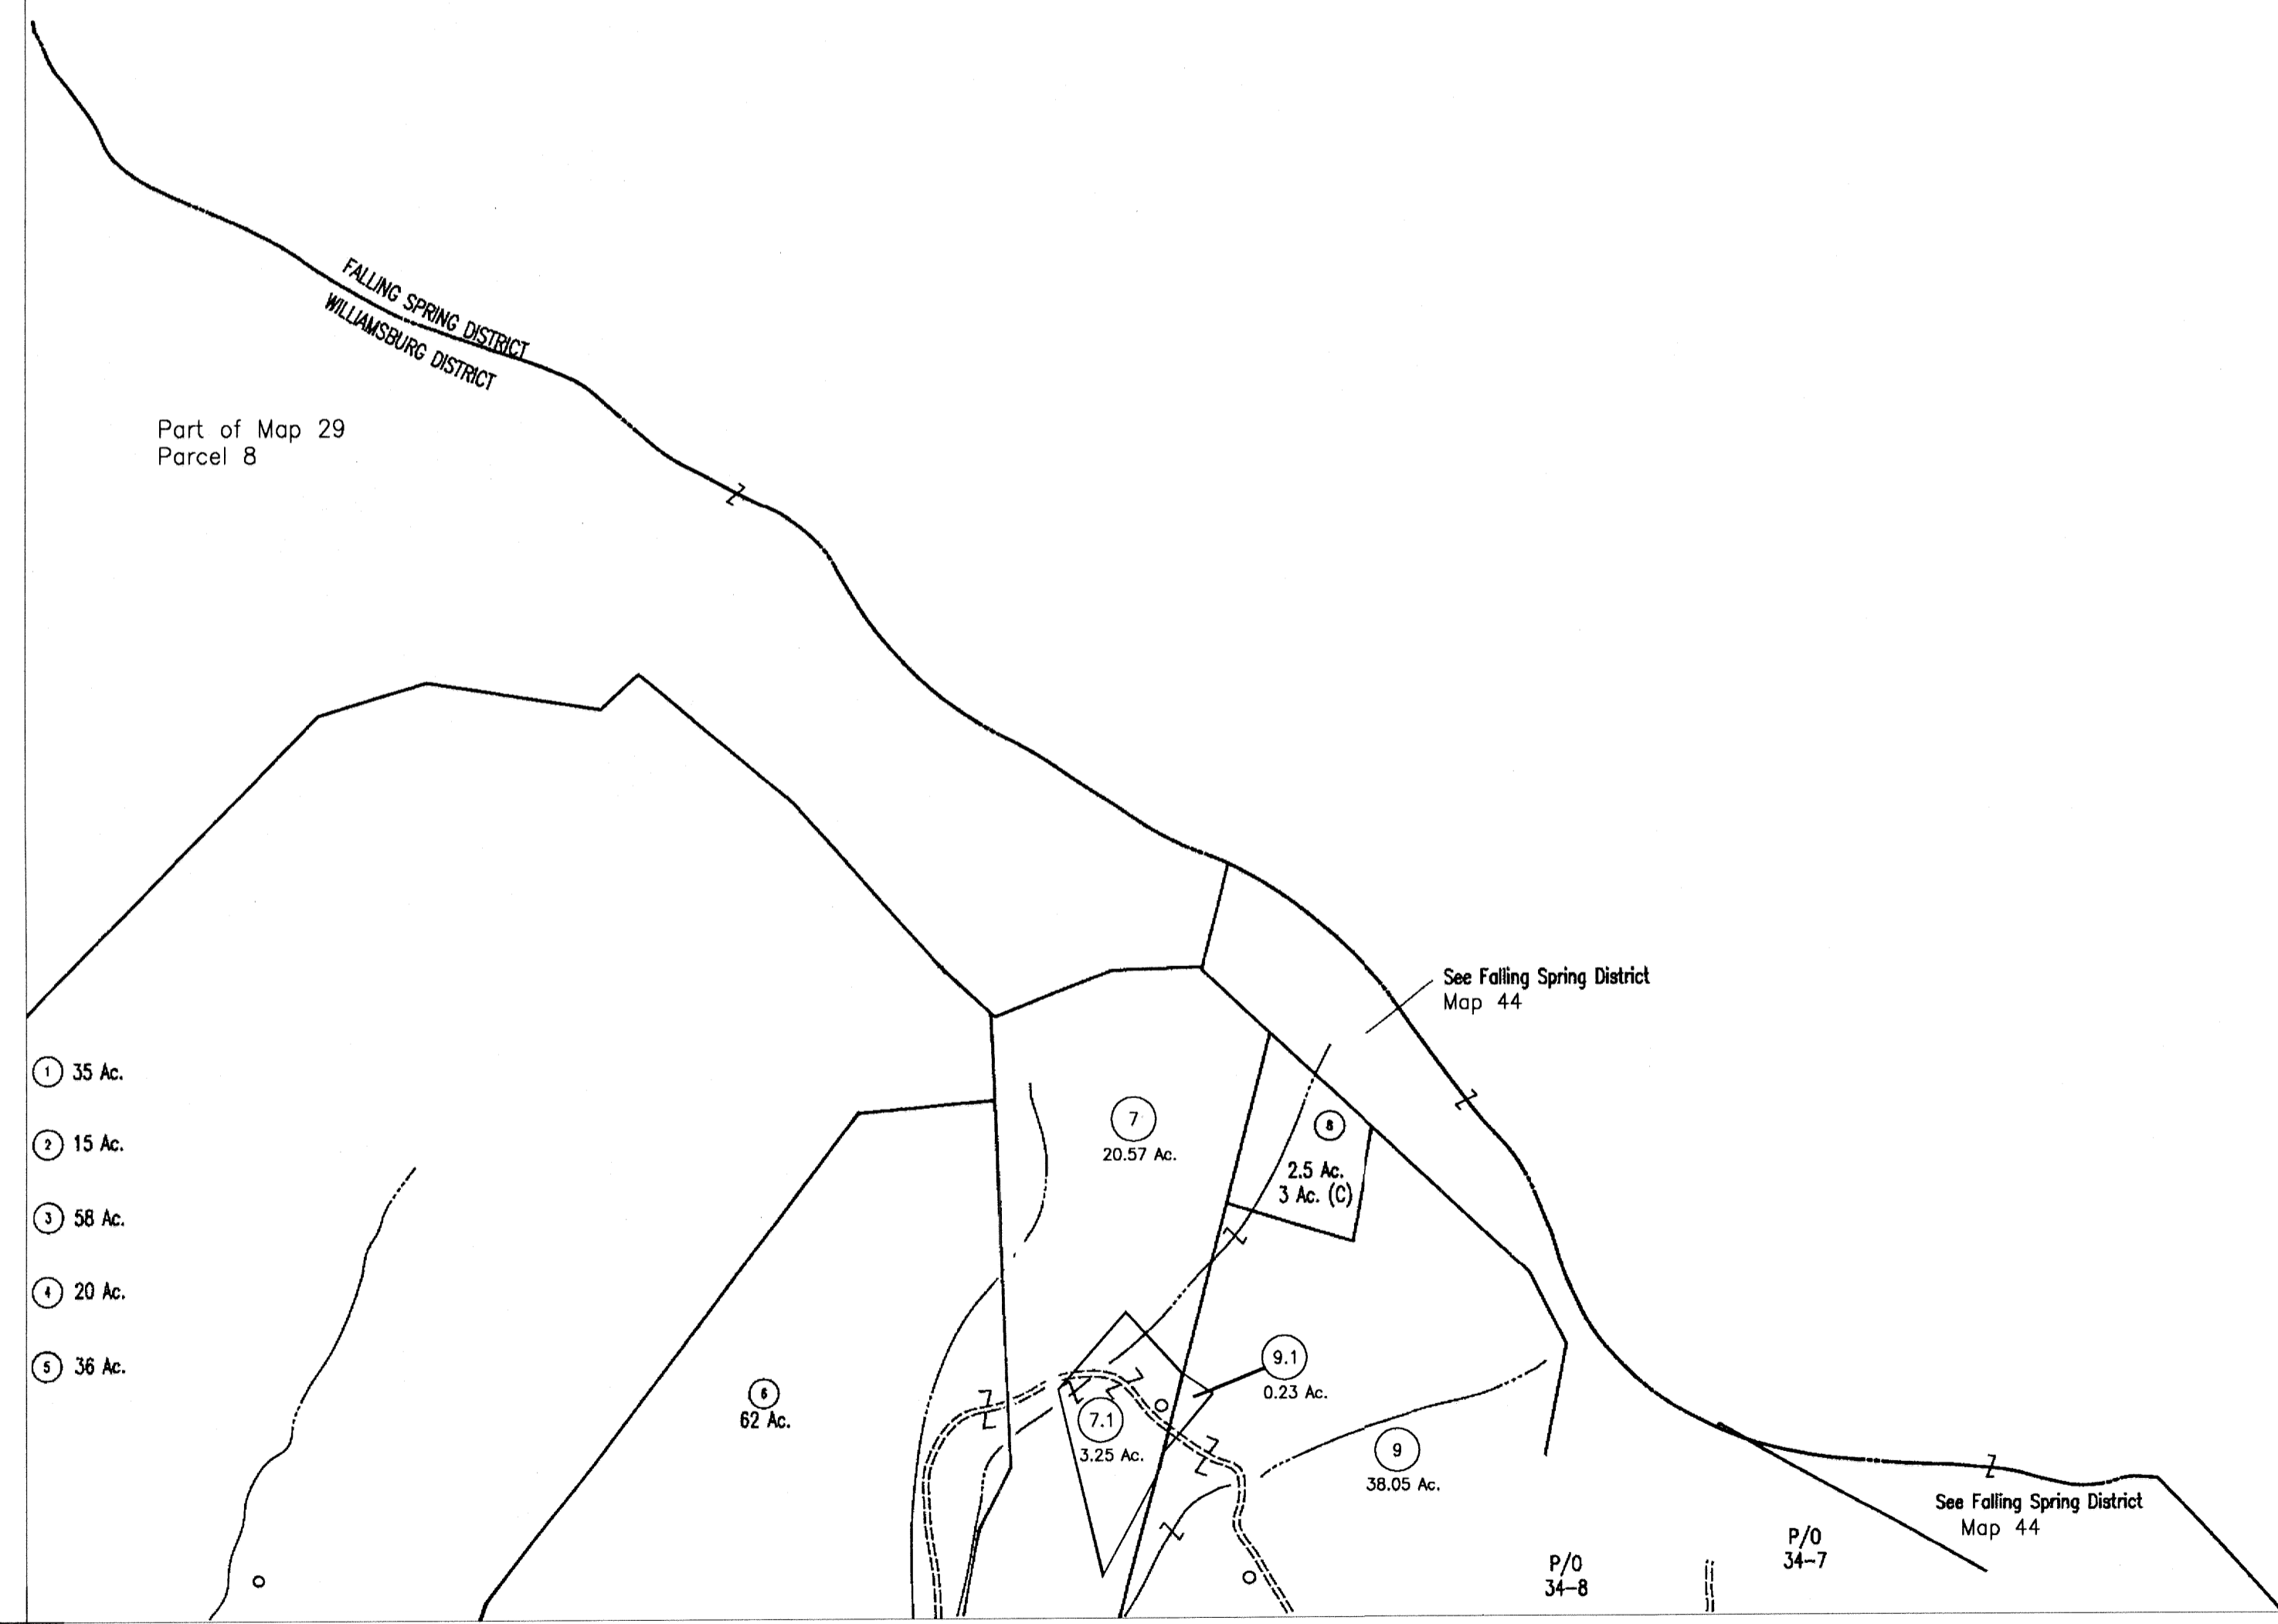 FALLING SPRING DISTRICT
WILLIAMSBURG DISTRICT
Part of Map 29
Parcel 8
See Falling Spring District
Map 44
1 35 Ac.
2 15 Ac.
3 58 Ac.
4 20 Ac.
5 36 Ac.
7
20.57 Ac.
8
2.5 Ac.
3 Ac. (C)
6
62 Ac.
9.1
0.23 Ac.
7.1
3.25 Ac.
9
38.05 Ac.
See Falling Spring District
Map 44
P/O
34-7
P/O
34-8